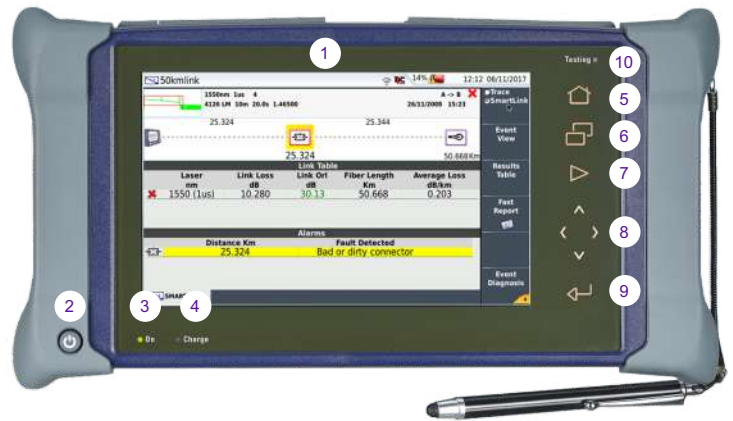 1
Testing
10
50kmlink
14%
12:12 06/11/2017
1550nm 1us 4
A -> B
Trace
4126 LM 10m 20.0s 1.46500
26/11/2008 15:23
SmartLink
5
25.324
25.344
Event
View
6
25.324
50.668Km
Link Table
Results
Table
7
Laser
nm
Link Loss
dB
Link Orl
dB
Fiber Length
Km
Average Loss
dB/km
1550 (1us)
10.280
30.13
50.668
0.203
Fast
Report
8
Alarms
Distance Km
Fault Detected
25.324
Bad or dirty connector
Event
Diagnosis
9
2
3
4
On
Charge